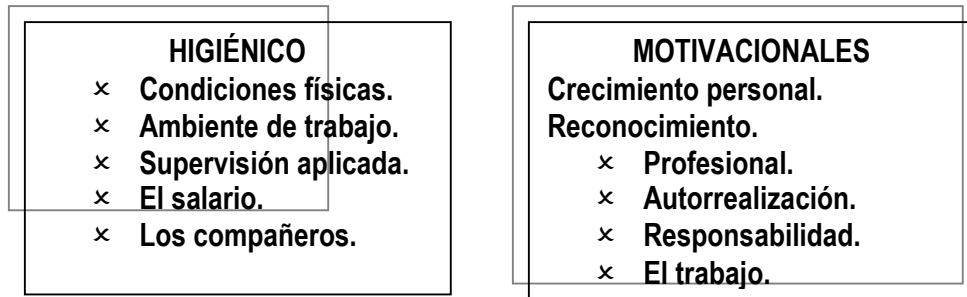 HIGIÉNICO
× Condiciones físicas.
× Ambiente de trabajo.
× Supervisión aplicada.
× El salario.
× Los compañeros.
MOTIVACIONALES
Crecimiento personal.
Reconocimiento.
× Profesional.
× Autorrealización.
× Responsabilidad.
× El trabajo.